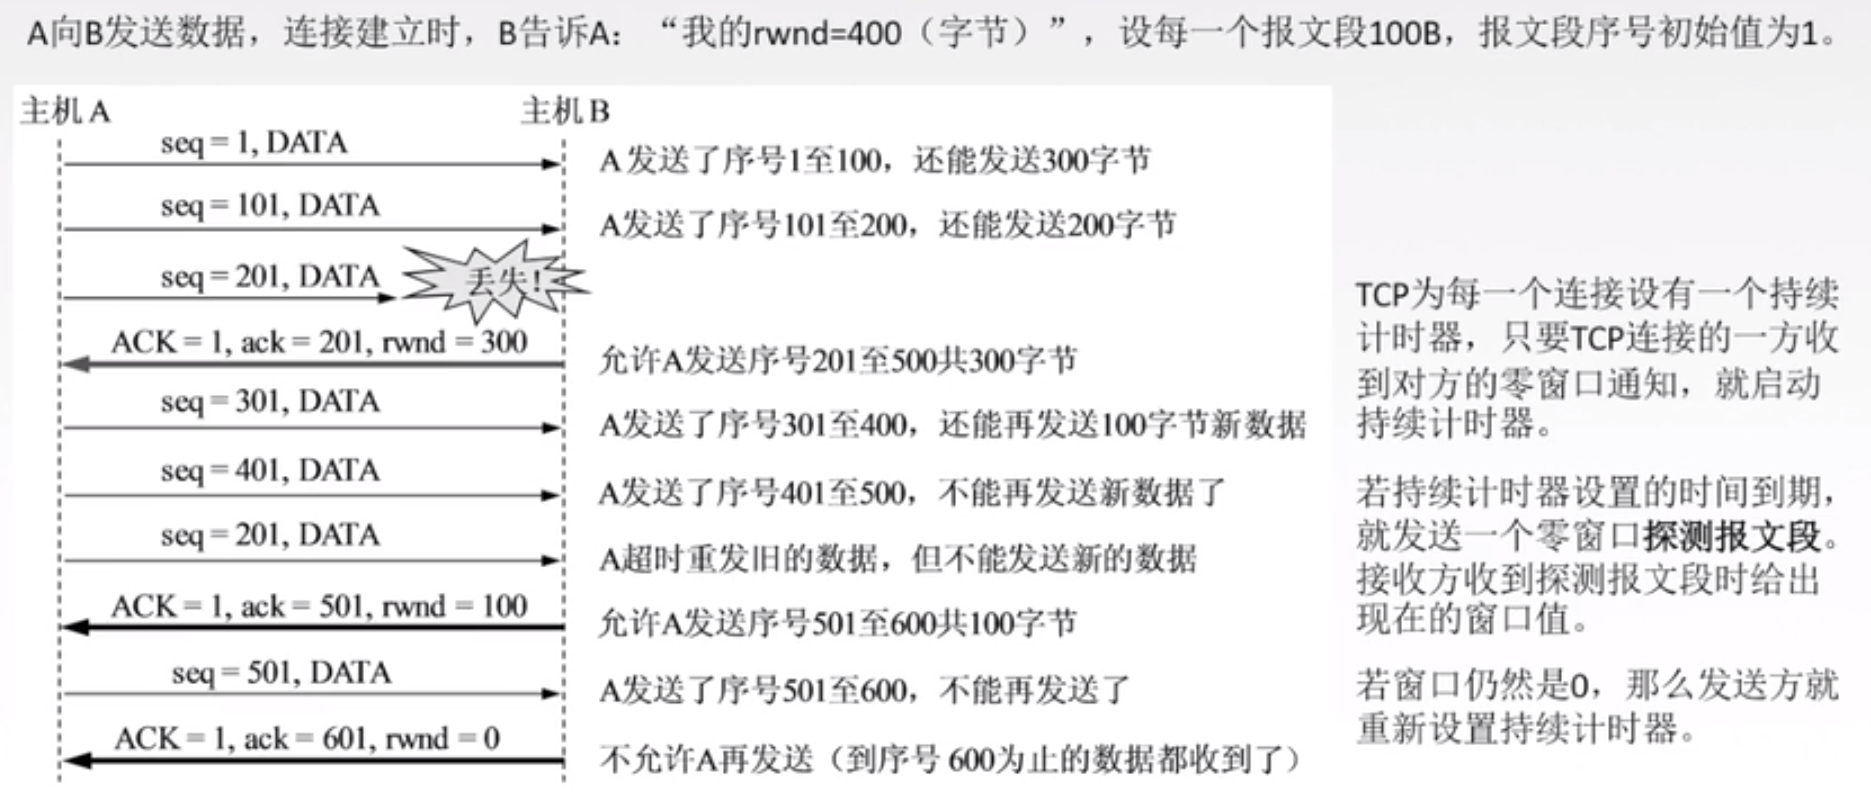 A向B发送数据，连接建立时，B告诉A：“我的rwnd=400（字节）”，设每一个报文段100B，报文段序号初始值为1。
主机A
主机B
seq = 1, DATA
A 发送了序号1至100，还能发送300字节
seq = 101, DATA
A发送了序号101至200，还能发送200字节
seq = 201, DATA
丢失!
ACK = 1, ack = 201, rwnd = 300
允许A发送序号201至500共300字节
seq = 301, DATA
A发送了序号301至400，还能再发送100字节新数据
seq = 401, DATA
A发送了序号401至500，不能再发送新数据了
seq = 201, DATA
A超时重发旧的数据，但不能发送新的数据
ACK = 1, ack = 501, rwnd = 100
允许A发送序号501至600共100字节
seq = 501, DATA
A发送了序号501至600，不能再发送了
ACK = 1, ack = 601, rwnd = 0
不允许A再发送（到序号 600为止的数据都收到了）
TCP为每一个连接设有一个持续
计时器，只要TCP连接的一方收
到对方的零窗口通知，就启动
持续计时器。
若持续计时器设置的时间到期，
就发送一个零窗口探测报文段。
接收方收到探测报文段时给出
现在的窗口值。
若窗口仍然是0，那么发送方就
重新设置持续计时器。